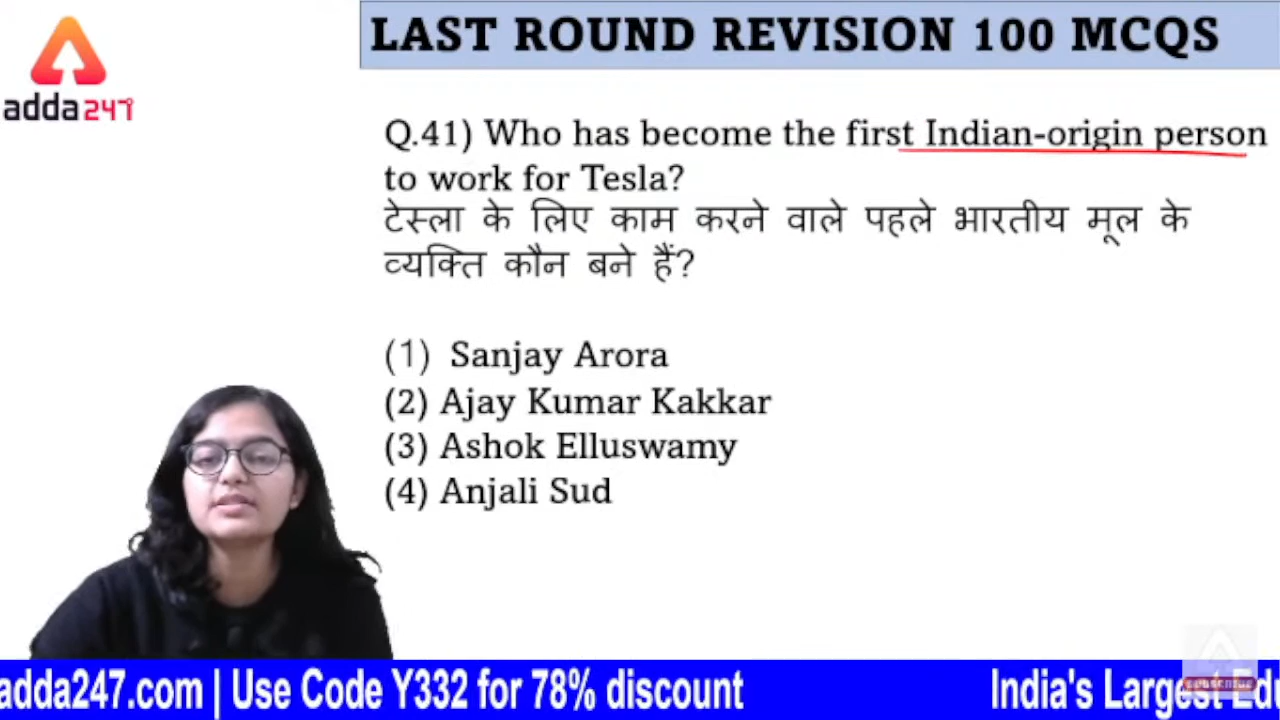 LAST ROUND REVISION 100 MCQS
adda247
Q.41) Who has become the first Indian-origin person
to work for Tesla?
टेस्ला के लिए काम करने वाले पहले भारतीय मूल के
व्यक्ति कौन बने हैं?
(1) Sanjay Arora
(2) Ajay Kumar Kakkar
(3) Ashok Elluswamy
(4) Anjali Sud
SUBSCRIBE
adda247.com | Use Code Y332 for 78% discount India's Largest Edu